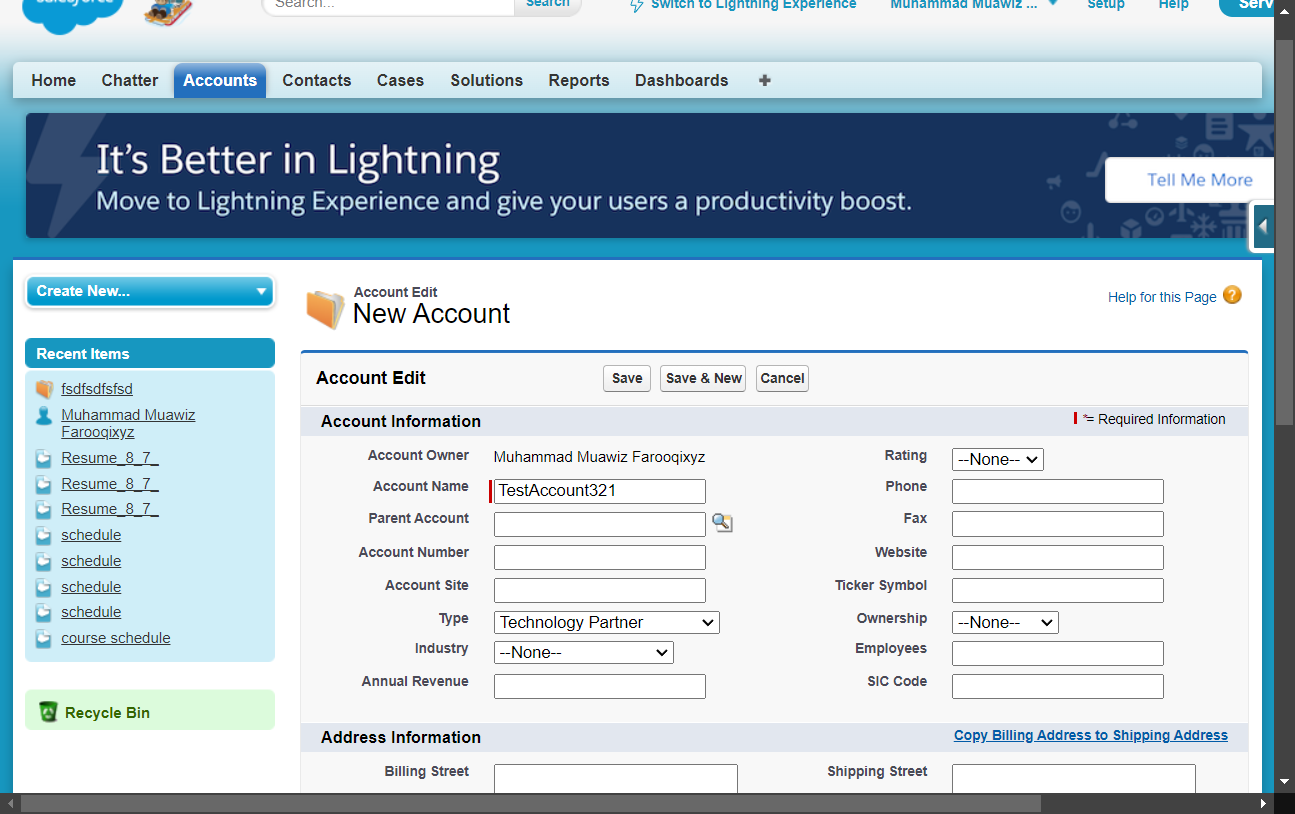 salesforce
Search...
Search
Switch to Lightning Experience
Muhammad Muawiz ...
Setup
Help
Serv
Home
Chatter
Accounts
Contacts
Cases
Solutions
Reports
Dashboards
+
It's Better in Lightning
Move to Lightning Experience and give your users a productivity boost.
Tell Me More
Create New...
Recent Items
fsdfsdfsfsd
Muhammad Muawiz
Farooqixyz
Resume_8_7_
Resume_8_7_
Resume_8_7_
schedule
schedule
schedule
schedule
course schedule
Recycle Bin
Account Edit
New Account
Help for this Page ?
Account Edit
Save
Save & New
Cancel
Account Information
*= Required Information
Account Owner Muhammad Muawiz Farooqixyz
Rating --None--
Account Name TestAccount321
Phone
Parent Account
Fax
Account Number
Website
Account Site
Ticker Symbol
Type Technology Partner
Ownership --None--
Industry --None--
Employees
Annual Revenue
SIC Code
Address Information
Copy Billing Address to Shipping Address
Billing Street
Shipping Street